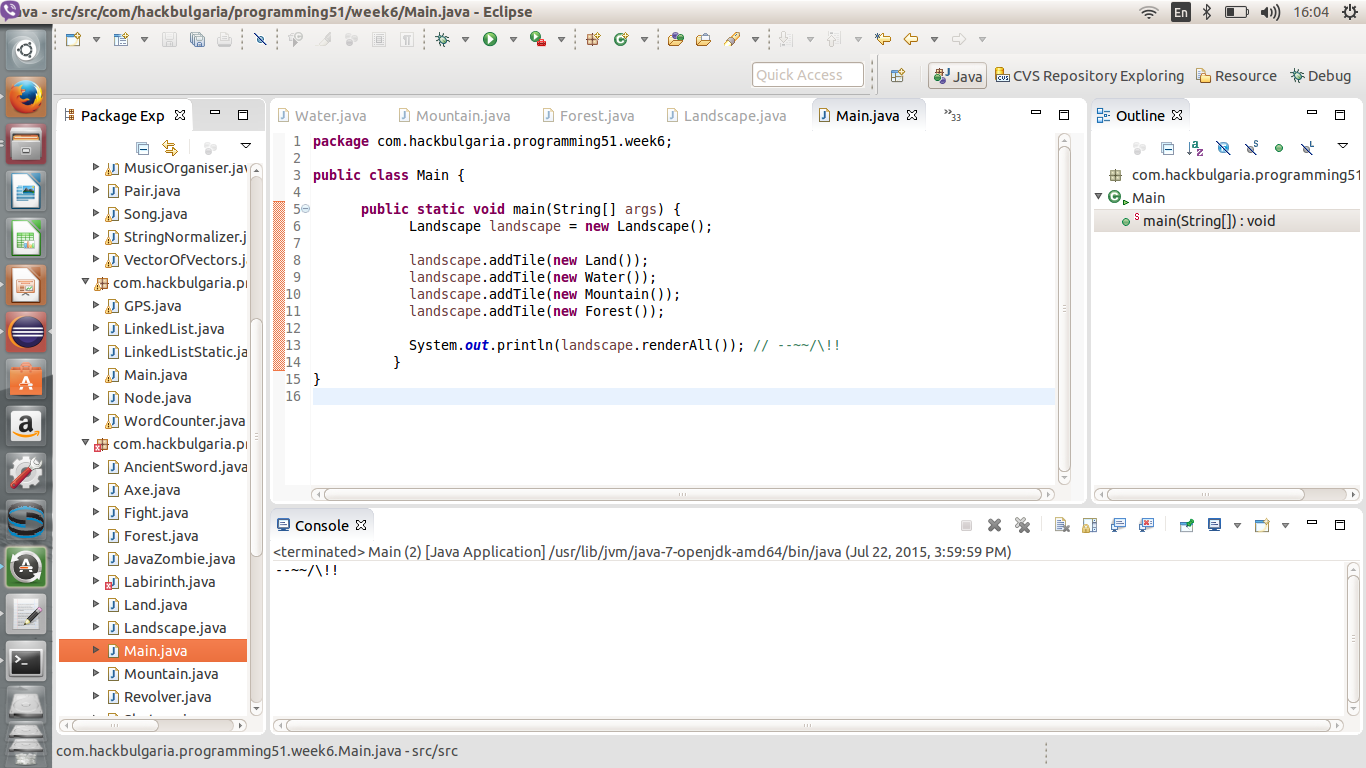 ava - src/src/com/hackbulgaria/programming51/week6/Main.java - Eclipse
En
16:04
Quick Access
Java
CVS Repository Exploring
Resource
Debug
Package Exp
MusicOrganiser.jav
Pair.java
Song.java
StringNormalizer.j
VectorOfVectors.j
com.hackbulgaria.pr
GPS.java
LinkedList.java
LinkedListStatic.ja
Main.java
Node.java
WordCounter.java
com.hackbulgaria.pr
AncientSword.java
Axe.java
Fight.java
Forest.java
JavaZombie.java
Labirinth.java
Land.java
Landscape.java
Main.java
Mountain.java
Revolver.java
Water.java
Mountain.java
Forest.java
Landscape.java
Main.java
»33
1 package com.hackbulgaria.programming51.week6;
2
3 public class Main {
4
5 public static void main(String[] args) {
6 Landscape landscape = new Landscape();
7
8 landscape.addTile(new Land());
9 landscape.addTile(new Water());
10 landscape.addTile(new Mountain());
11 landscape.addTile(new Forest());
12
13 System.out.println(landscape.renderAll()); // --~~/\!!
14 }
15 }
16
Outline
com.hackbulgaria.programming51
Main
main(String[]) : void
Console
<terminated> Main (2) [Java Application] /usr/lib/jvm/java-7-openjdk-amd64/bin/java (Jul 22, 2015, 3:59:59 PM)
--~~/\!!
com.hackbulgaria.programming51.week6.Main.java - src/src